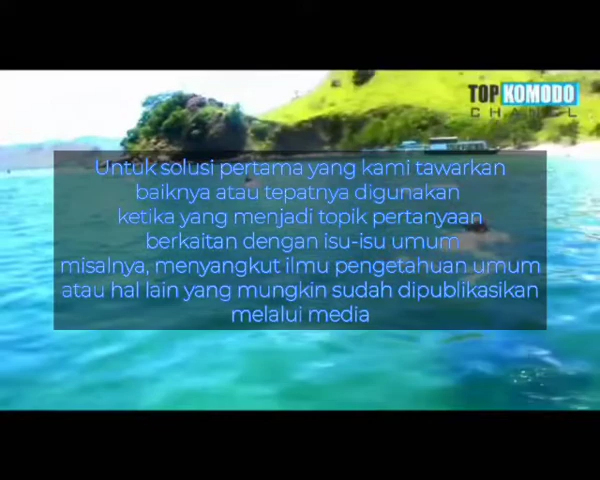 TOP KOMODO
CHANEL
Untuk solusi pertama yang kami tawarkan
baiknya atau tepatnya digunakan
ketika yang menjadi topik pertanyaan
berkaitan dengan isu-isu umum
misalnya, menyangkut ilmu pengetahuan umum
atau hal lain yang mungkin sudah dipublikasikan
melalui media